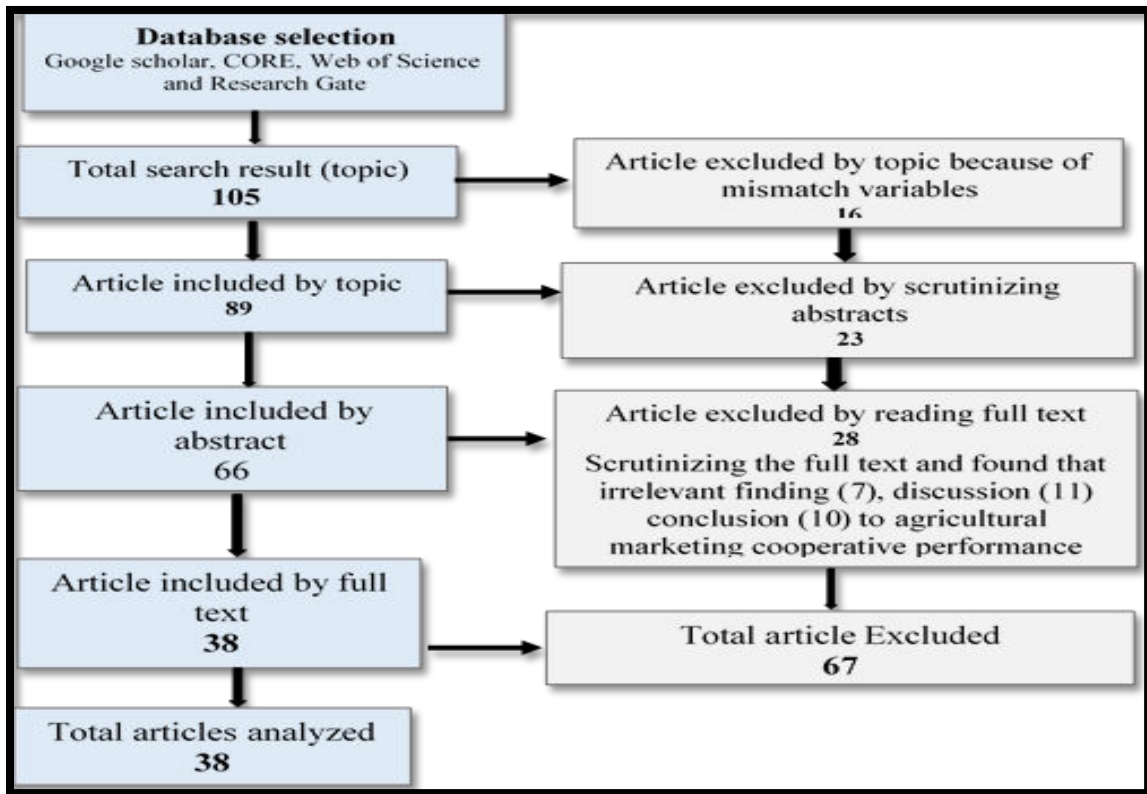 Database selection
Google scholar, CORE, Web of Science
and Research Gate
Total search result (topic)
105
Article excluded by topic because of
mismatch variables
16
Article included by topic
89
Article excluded by scrutinizing
abstracts
23
Article included by
abstract
66
Article excluded by reading full text
28
Scrutinizing the full text and found that
irrelevant finding (7), discussion (11)
conclusion (10) to agricultural
marketing cooperative performance
Article included by full
text
38
Total article Excluded
67
Total articles analyzed
38